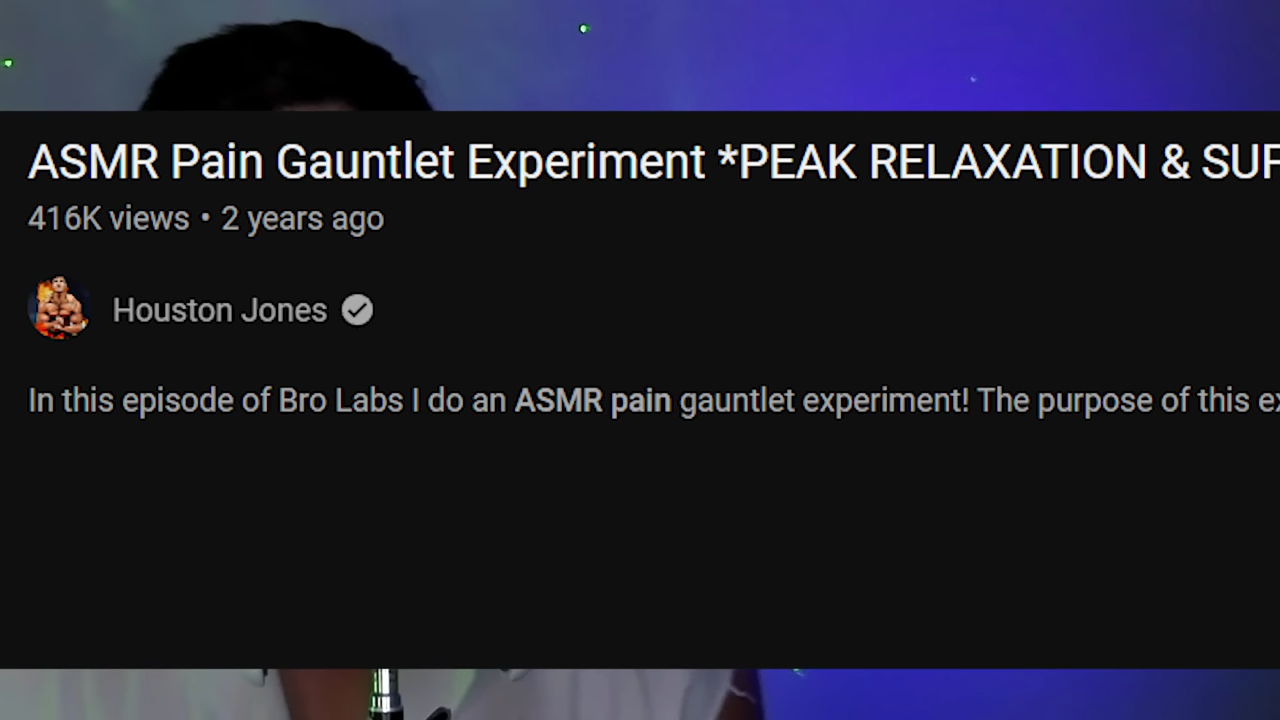 ASMR Pain Gauntlet Experiment *PEAK RELAXATION &
416K views • 2 years ago
Houston Jones
In this episode of Bro Labs I do an ASMR pain gauntlet experiment! The purpose of this